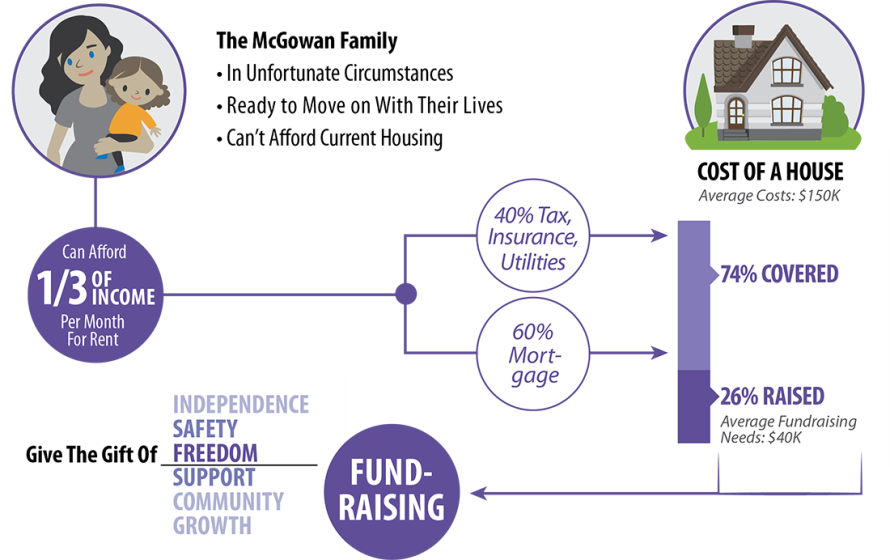 The McGowan Family
• In Unfortunate Circumstances
• Ready to Move on With Their Lives
• Can't Afford Current Housing
COST OF A HOUSE
Average Costs: $150K
Can Afford
1/3 OF INCOME
Per Month
For Rent
40% Tax,
Insurance,
Utilities
60%
Mort-
gage
74% COVERED
26% RAISED
Average Fundraising
Needs: $40K
Give The Gift Of
INDEPENDENCE
SAFETY
FREEDOM
SUPPORT
COMMUNITY
GROWTH
FUND-
RAISING